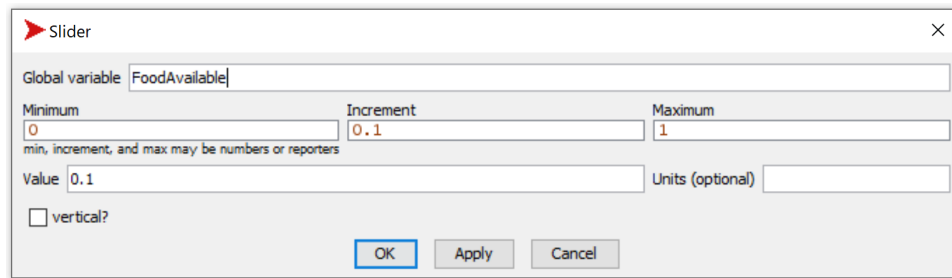 Slider
Global variable FoodAvailable
Minimum Increment Maximum
0 0.1 1
min, increment, and max may be numbers or reporters
Value 0.1 Units (optional)
vertical?
OK Apply Cancel